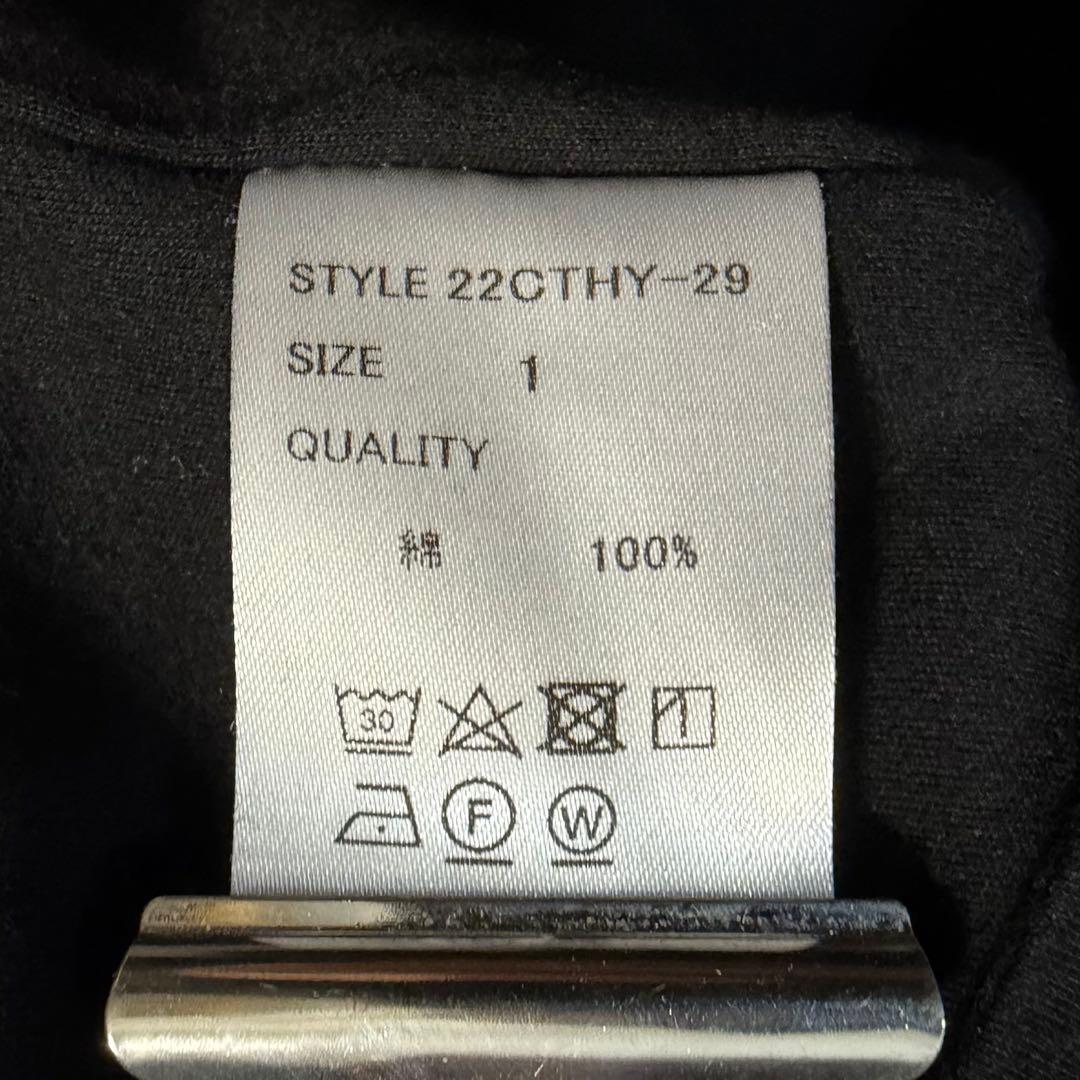 STYLE 22CTHY-29
SIZE 1
QUALITY
綿 100%
30
F W